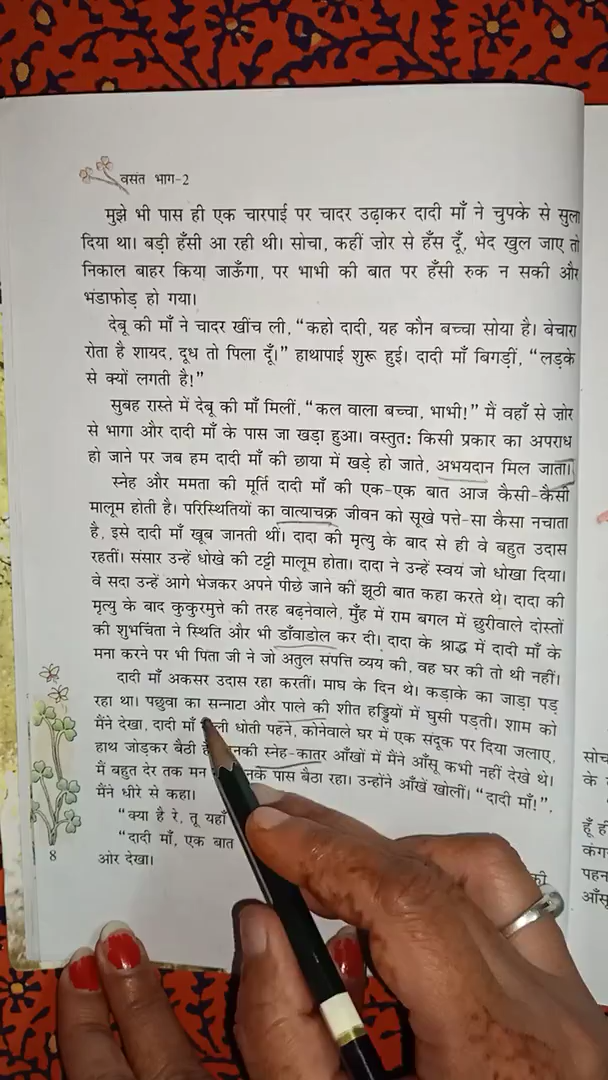 वसंत भाग-2
मुझे भी पास ही एक चारपाई पर चादर उढ़ाकर दादी माँ ने चुपके से सुला
दिया था। बड़ी हँसी आ रही थी। सोचा, कहीं ज़ोर से हँस दूँ, भेद खुल जाए तो
निकाल बाहर किया जाऊँगा, पर भाभी की बात पर हँसी रुक न सकी और
भंडाफोड़ हो गया।
देबू की माँ ने चादर खींच ली, “कहो दादी, यह कौन बच्चा सोया है। बेचारा
रोता है शायद, दूध तो पिला दूँ।” हाथापाई शुरू हुई। दादी माँ बिगड़ीं, “लड़के
से क्यों लगती है!”
सुबह रास्ते में देबू की माँ मिलीं, “कल वाला बच्चा, भाभी!” मैं वहाँ से ज़ोर
से भागा और दादी माँ के पास जा खड़ा हुआ। वस्तुतः किसी प्रकार का अपराध
हो जाने पर जब हम दादी माँ की छाया में खड़े हो जाते, अभयदान मिल जाता।
स्नेह और ममता की मूर्ति दादी माँ की एक-एक बात आज कैसी-कैसी
मालूम होती है। परिस्थितियों का वात्याचक्र जीवन को सूखे पत्ते-सा कैसा नचाता
है, इसे दादी माँ खूब जानती थीं। दादा की मृत्यु के बाद से ही वे बहुत उदास
रहतीं। संसार उन्हें धोखे की टट्टी मालूम होता। दादा ने उन्हें स्वयं जो धोखा दिया।
वे सदा उन्हें आगे भेजकर अपने पीछे जाने की झूठी बात कहा करते थे। दादा की
मृत्यु के बाद कुकुरमुत्ते की तरह बढ़नेवाले, मुँह में राम बगल में छुरीवाले दोस्तों
की शुभचिंता ने स्थिति और भी डाँवाडोल कर दी। दादा के श्राद्ध में दादी माँ के
मना करने पर भी पिता जी ने जो अतुल संपत्ति व्यय की, वह घर की तो थी नहीं।
दादी माँ अकसर उदास रहा करतीं। माघ के दिन थे। कड़ाके का जाड़ा पड़
रहा था। पछुवा का सन्नाटा और पाले की शीत हड्डियों में घुसी पड़ती। शाम को
मैंने देखा, दादी माँ धोती पहने, कोनेवाले घर में एक संदूक पर दिया जलाए,
हाथ जोड़कर बैठी स्नेह-कातर आँखों में मैंने आँसू कभी नहीं देखे थे।
मैं बहुत देर तक मन पास बैठा रहा। उन्होंने आँखें खोलीं। “दादी माँ!”,
मैंने धीरे से कहा।
“क्या है रे, तू यहाँ
“दादी माँ, एक बात की
ओर देखा।
8
सोच
के
हूँ ही
कंग
पहन
आँसू